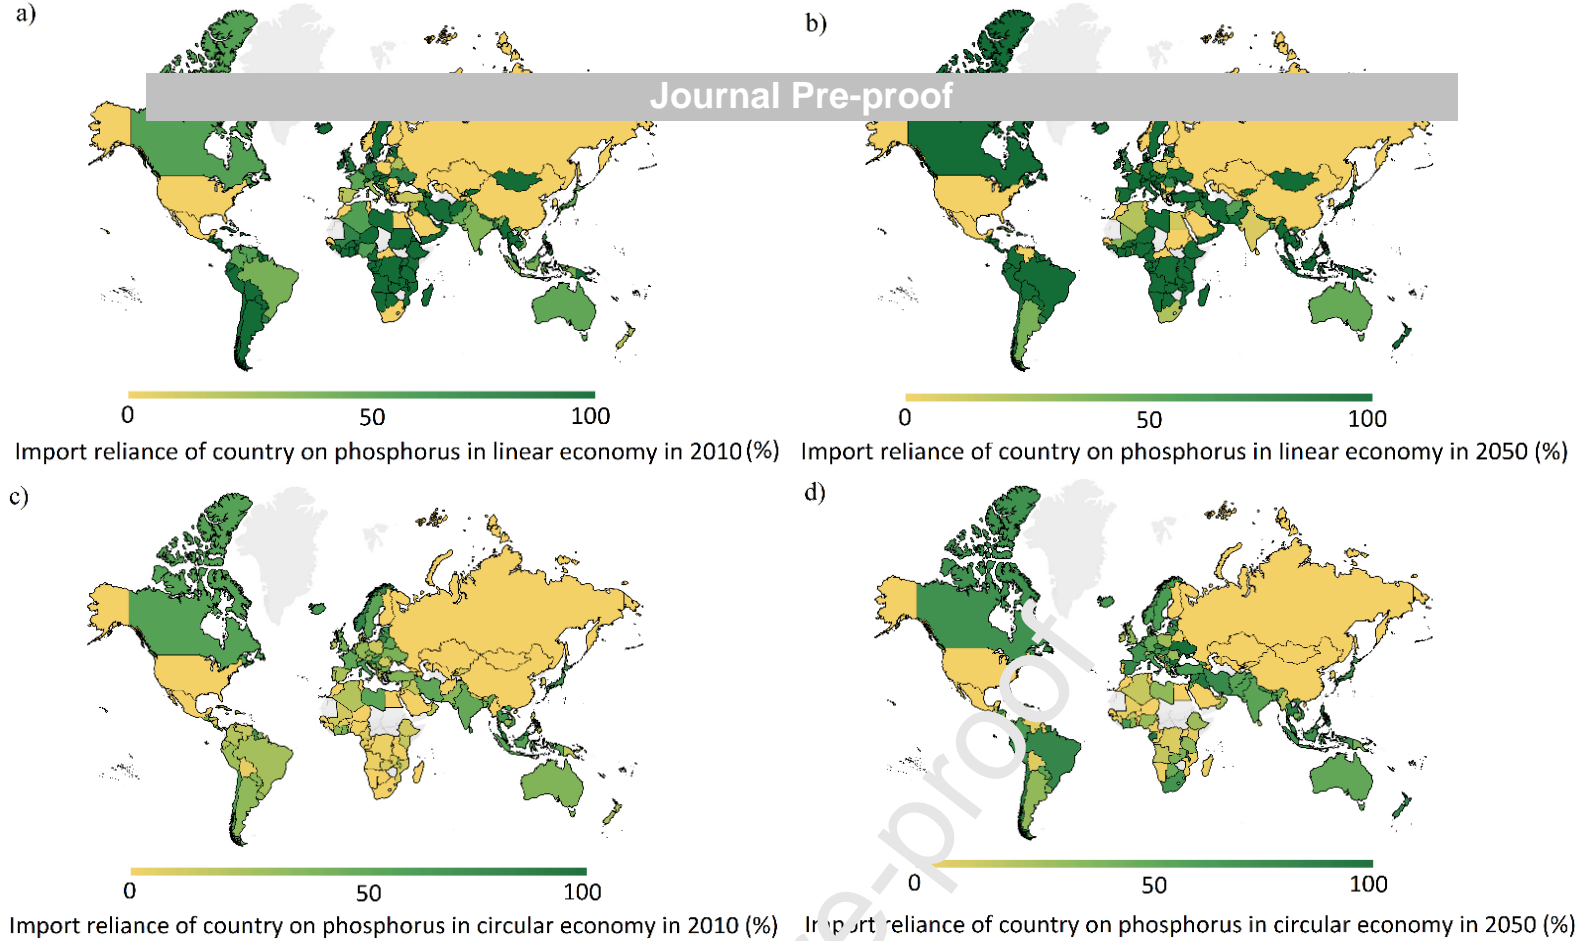 a)
b)
Journal Pre-proof
0 50 100
0 50 100
Import reliance of country on phosphorus in linear economy in 2010 (%)
Import reliance of country on phosphorus in linear economy in 2050 (%)
c)
d)
0 50 100
0 50 100
Import reliance of country on phosphorus in circular economy in 2010 (%)
Import reliance of country on phosphorus in circular economy in 2050 (%)
re-proof